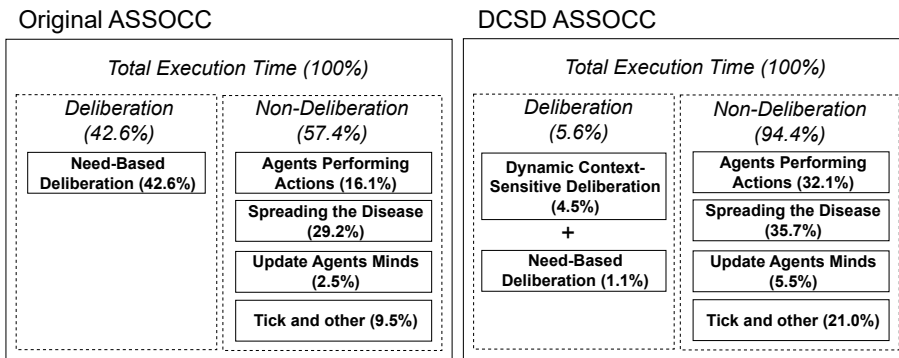 Original ASSOCC
Total Execution Time (100%)
Deliberation
(42.6%)
Need-Based
Deliberation (42.6%)
Non-Deliberation
(57.4%)
Agents Performing
Actions (16.1%)
Spreading the Disease
(29.2%)
Update Agents Minds
(2.5%)
Tick and other (9.5%)
DCSD ASSOCC
Total Execution Time (100%)
Deliberation
(5.6%)
Dynamic Context-
Sensitive Deliberation
(4.5%)
+
Need-Based
Deliberation (1.1%)
Non-Deliberation
(94.4%)
Agents Performing
Actions (32.1%)
Spreading the Disease
(35.7%)
Update Agents Minds
(5.5%)
Tick and other (21.0%)